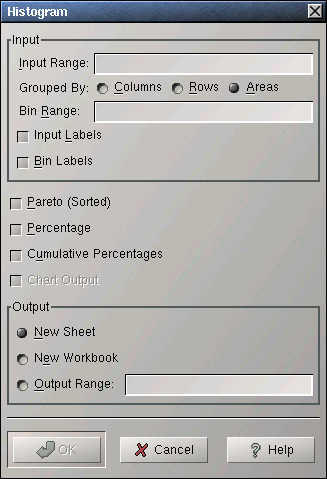 Histogram
Input
Input Range:
Grouped By: Columns Rows Areas
Bin Range:
Input Labels
Bin Labels
Pareto (Sorted)
Percentage
Cumulative Percentages
Chart Output
Output
New Sheet
New Workbook
Output Range:
OK Cancel Help